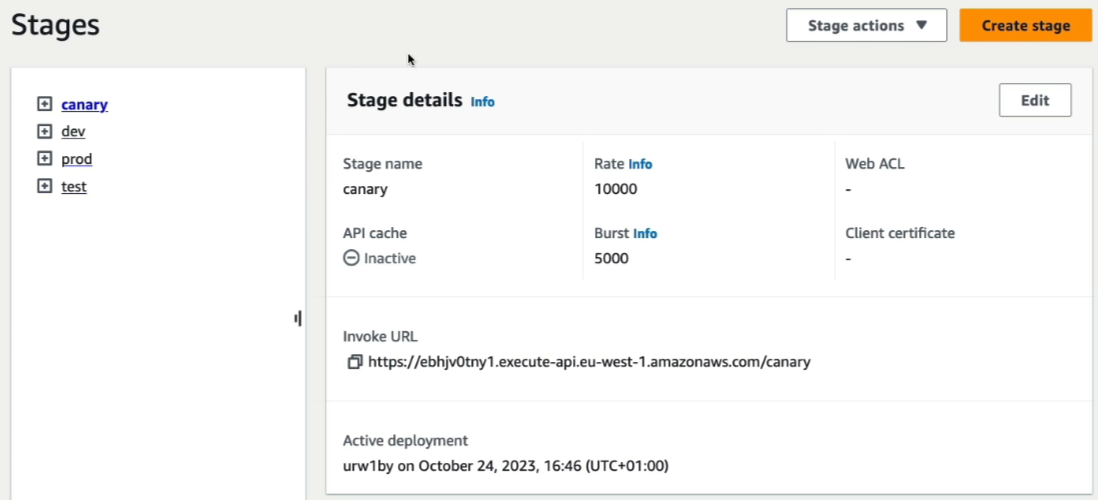 Stages
Stage actions ▼
Create stage
canary
dev
prod
test
Stage details Info
Edit
Stage name
canary
Rate Info
10000
Web ACL
-
API cache
Inactive
Burst Info
5000
Client certificate
-
Invoke URL
https://ebhjv0tny1.execute-api.eu-west-1.amazonaws.com/canary
Active deployment
urw1by on October 24, 2023, 16:46 (UTC+01:00)